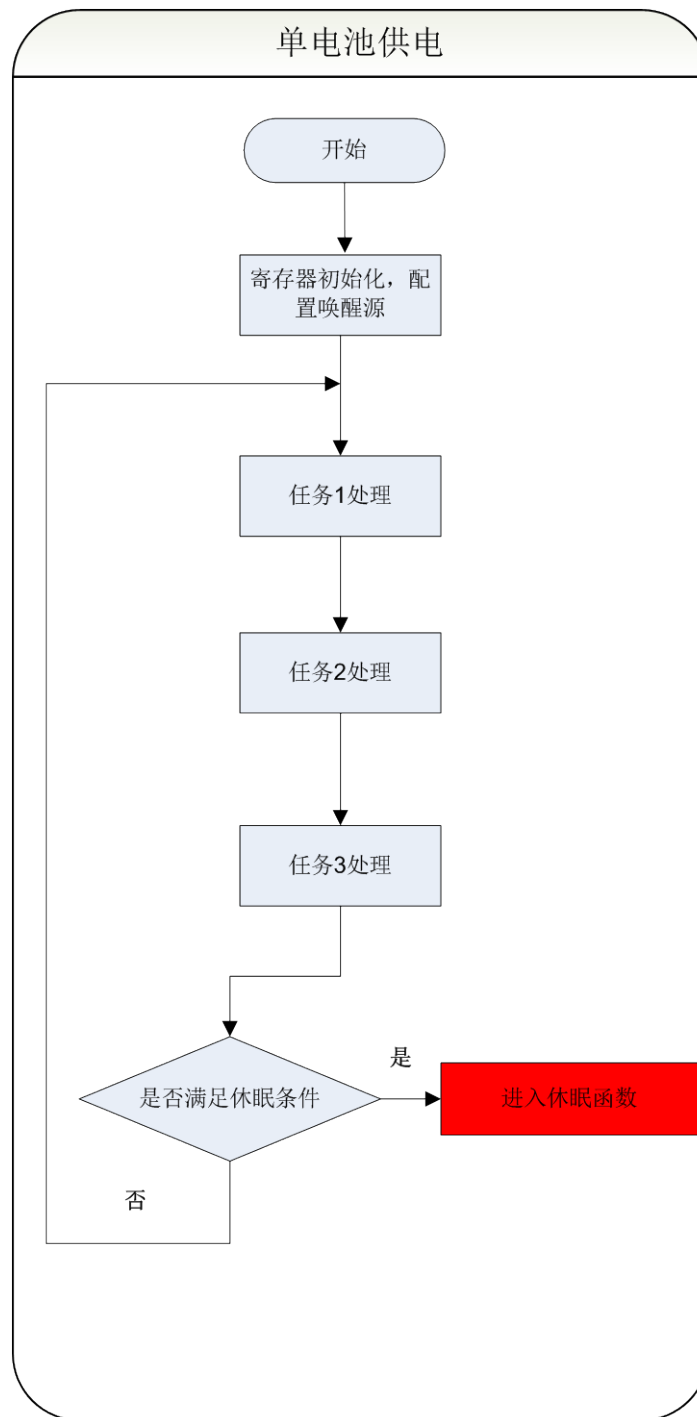 单电池供电
开始
寄存器初始化，配
置唤醒源
任务1处理
任务2处理
任务3处理
是否满足休眠条件
是
进入休眠函数
否